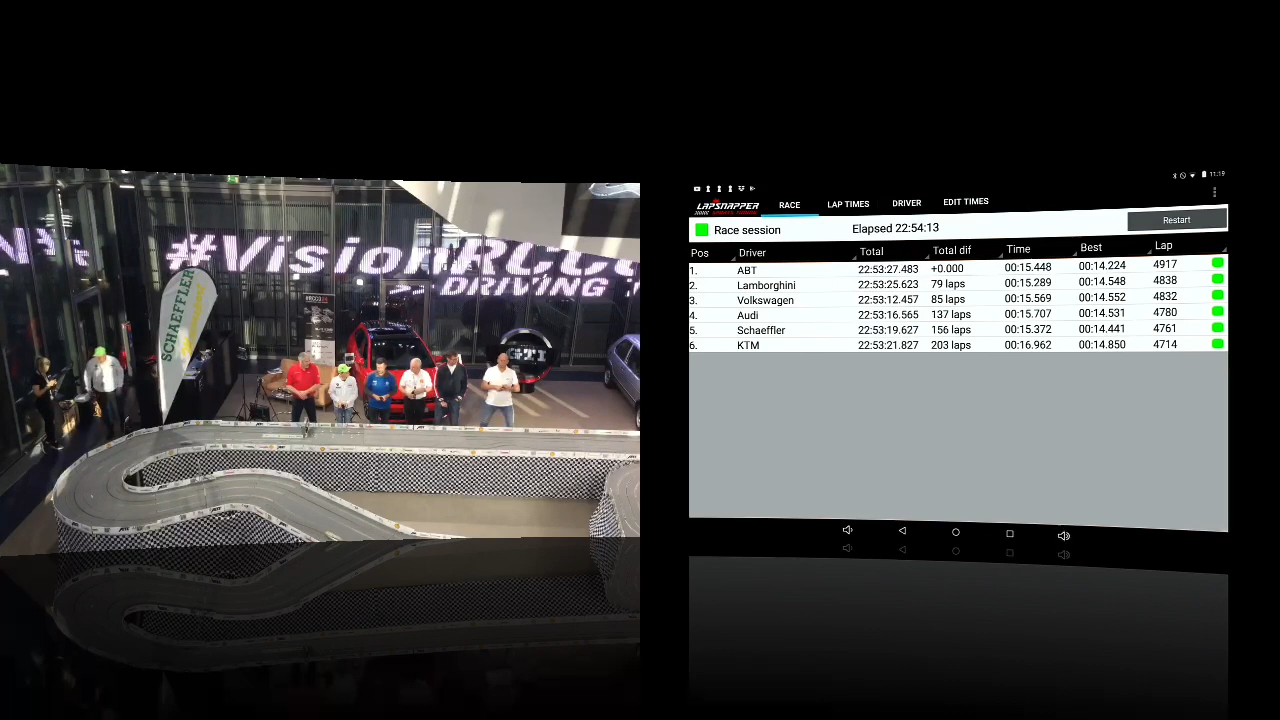 N%
#VisionRCCO
DRIVING
SCHAEFFLER
#RCCO24
GTI
11:19
LAPSNAPPER
RACE LAP TIMES DRIVER EDIT TIMES
Race session Elapsed 22:54:13 Restart
Pos Driver Total Total dif Time Best Lap
1. ABT 22:53:27.483 +0.000 00:15.448 00:14.224 4917
2. Lamborghini 22:53:25.623 79 laps 00:15.289 00:14.548 4838
3. Volkswagen 22:53:12.457 85 laps 00:15.569 00:14.552 4832
4. Audi 22:53:16.565 137 laps 00:15.707 00:14.531 4780
5. Schaeffler 22:53:19.627 156 laps 00:15.372 00:14.441 4761
6. KTM 22:53:21.827 203 laps 00:16.962 00:14.850 4714